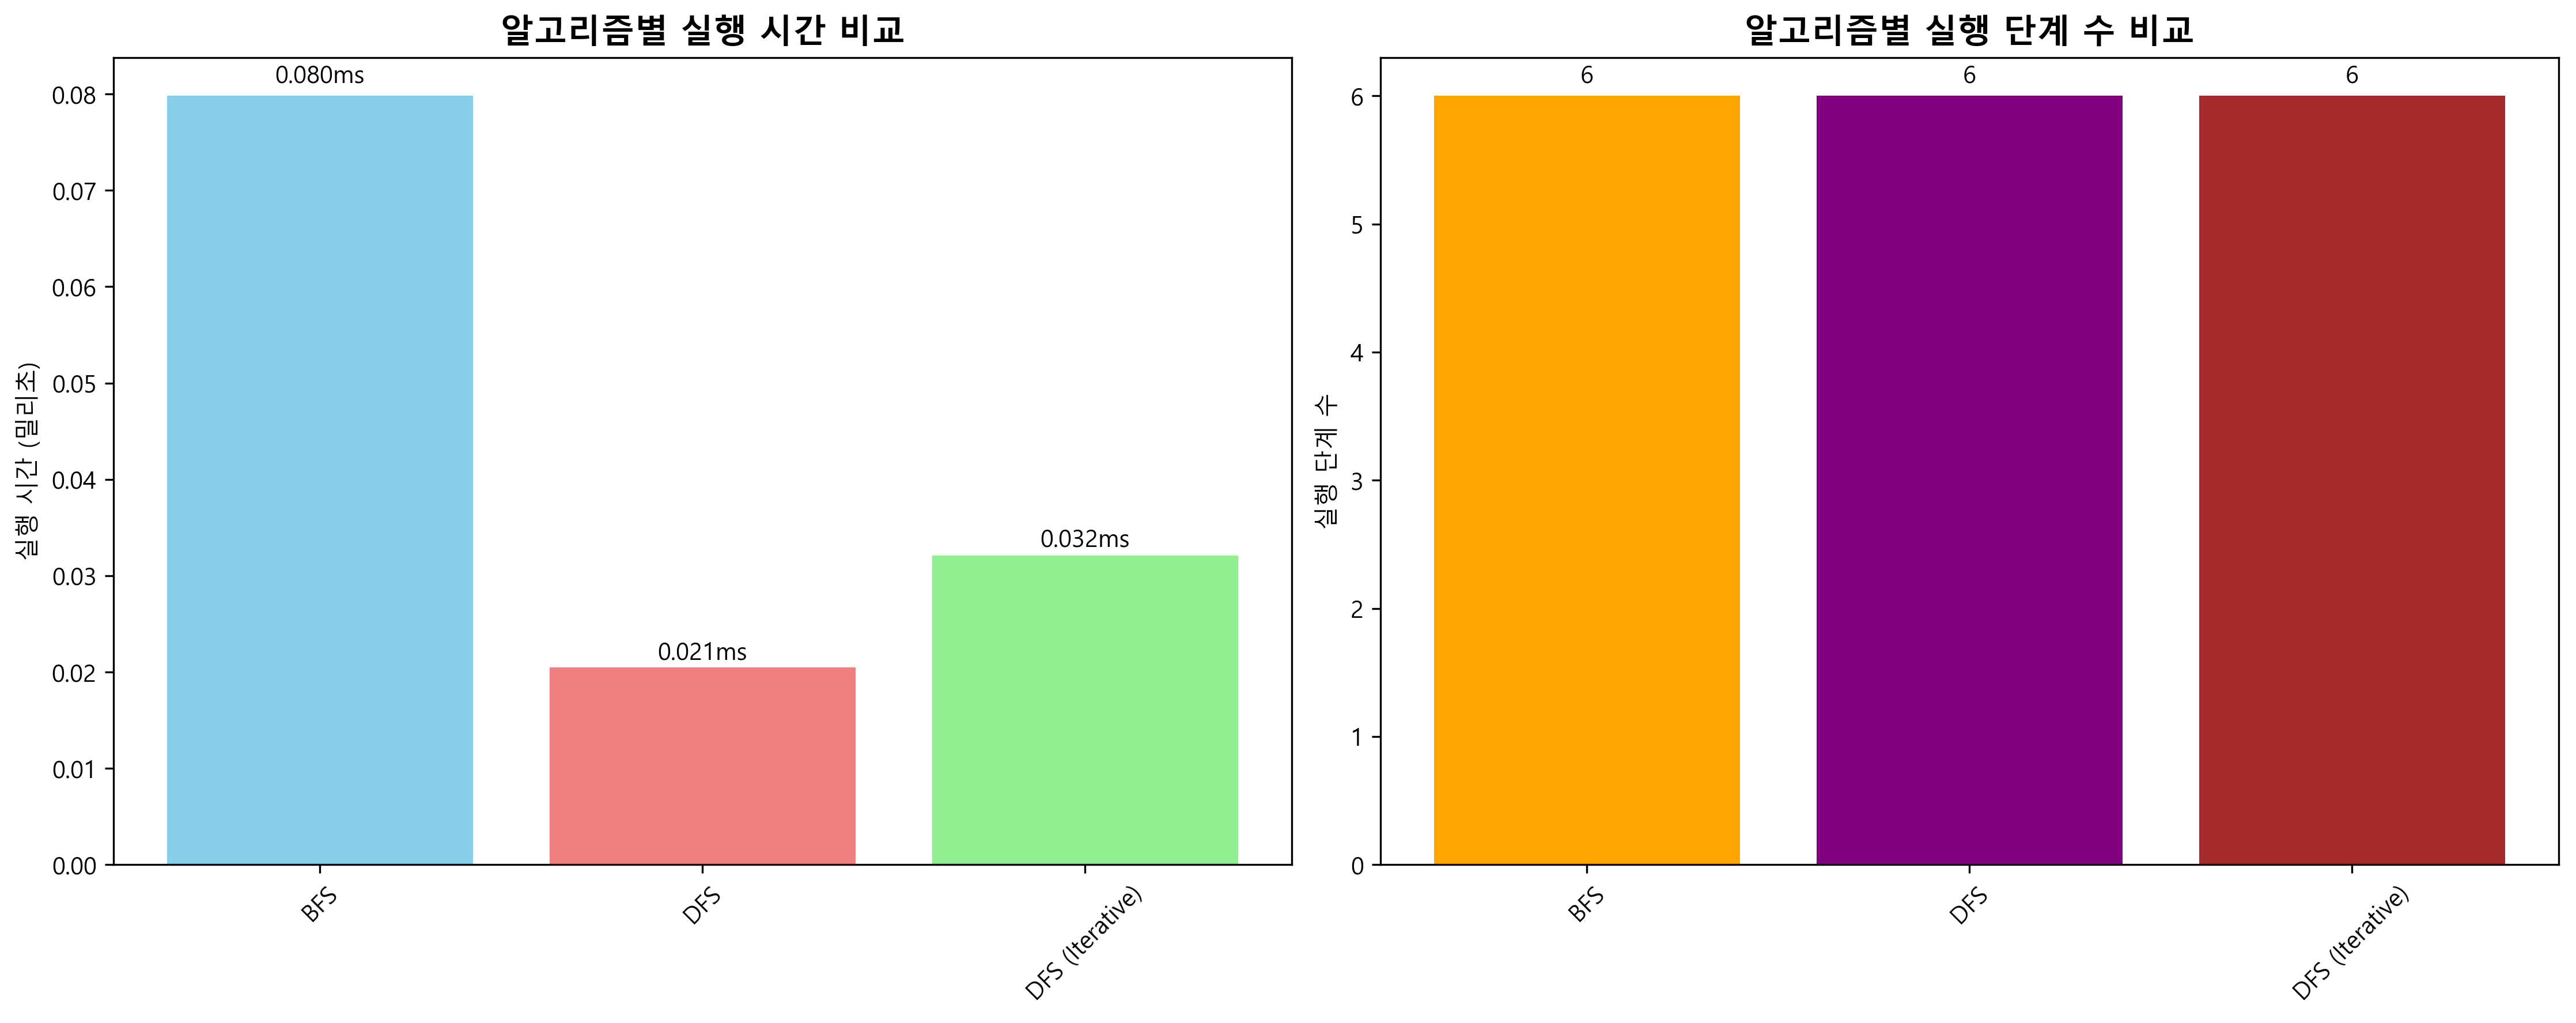 알고리즘별 실행 시간 비교
실행 시간 (밀리초)
0.08
0.07
0.06
0.05
0.04
0.03
0.02
0.01
0.00
0.080ms
0.021ms
0.032ms
BFS
DFS
DFS (Iterative)
알고리즘별 실행 단계 수 비교
실행 단계 수
6
5
4
3
2
1
0
6
6
6
BFS
DFS
DFS (Iterative)